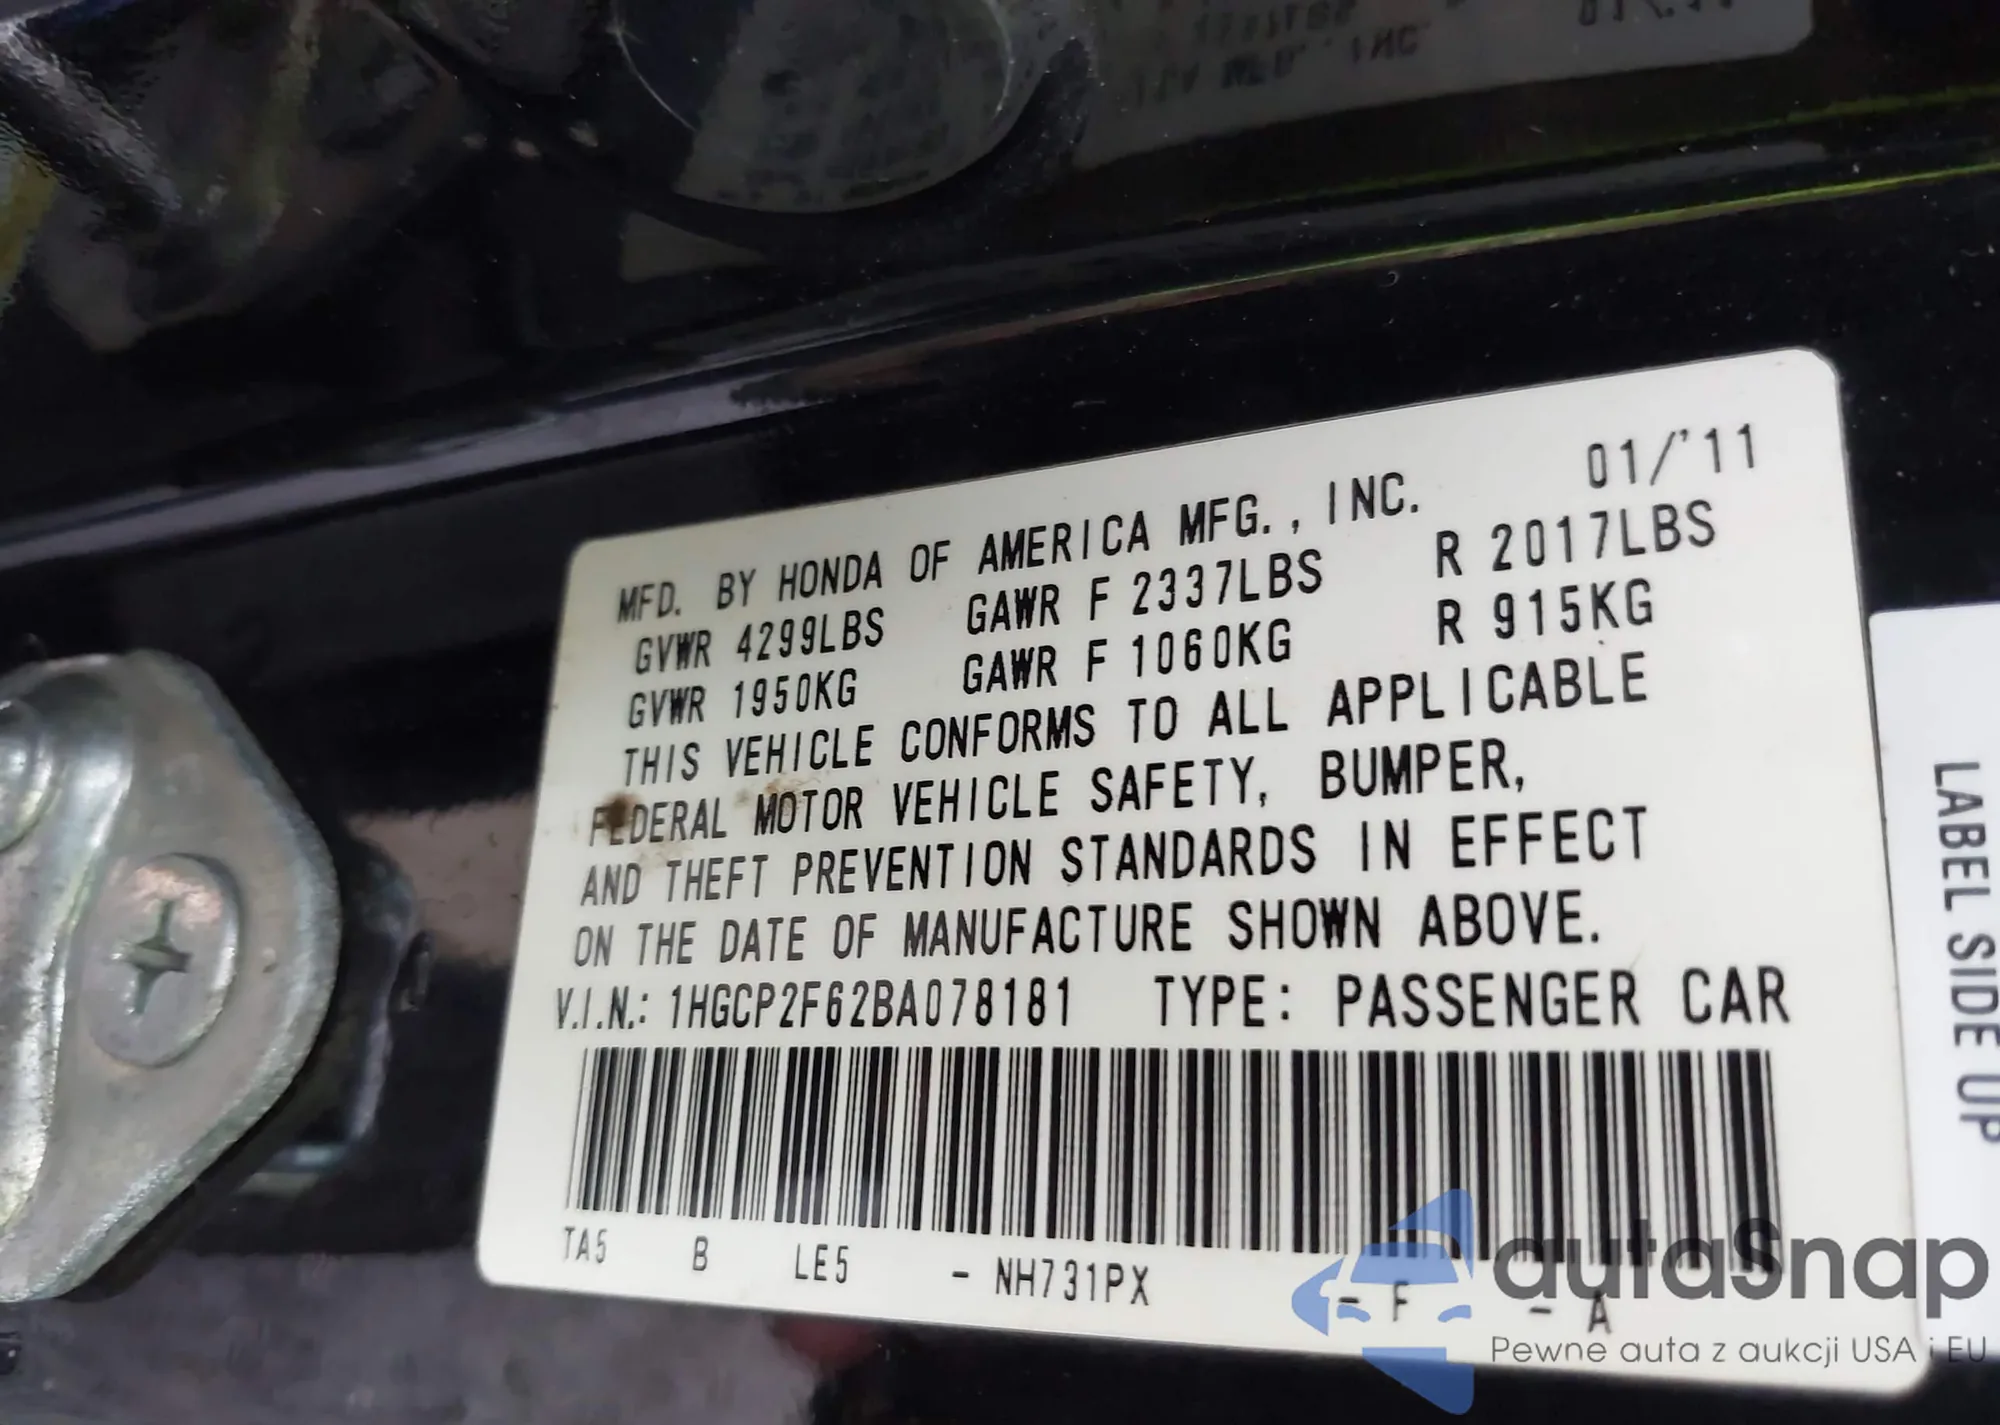 01/'11
MFD. BY HONDA OF AMERICA MFG., INC.
GVWR 4299LBS GAWR F 2337LBS R 2017LBS
GVWR 1950KG GAWR F 1060KG R 915KG
THIS VEHICLE CONFORMS TO ALL APPLICABLE
FEDERAL MOTOR VEHICLE SAFETY, BUMPER,
AND THEFT PREVENTION STANDARDS IN EFFECT
ON THE DATE OF MANUFACTURE SHOWN ABOVE.
V.I.N.: 1HGCP2F62BA078181 TYPE: PASSENGER CAR
TA5 B LE5 - NH731PX - F - A
LABEL SIDE UP
autaSnap
Pewne auta z aukcji USA i EU